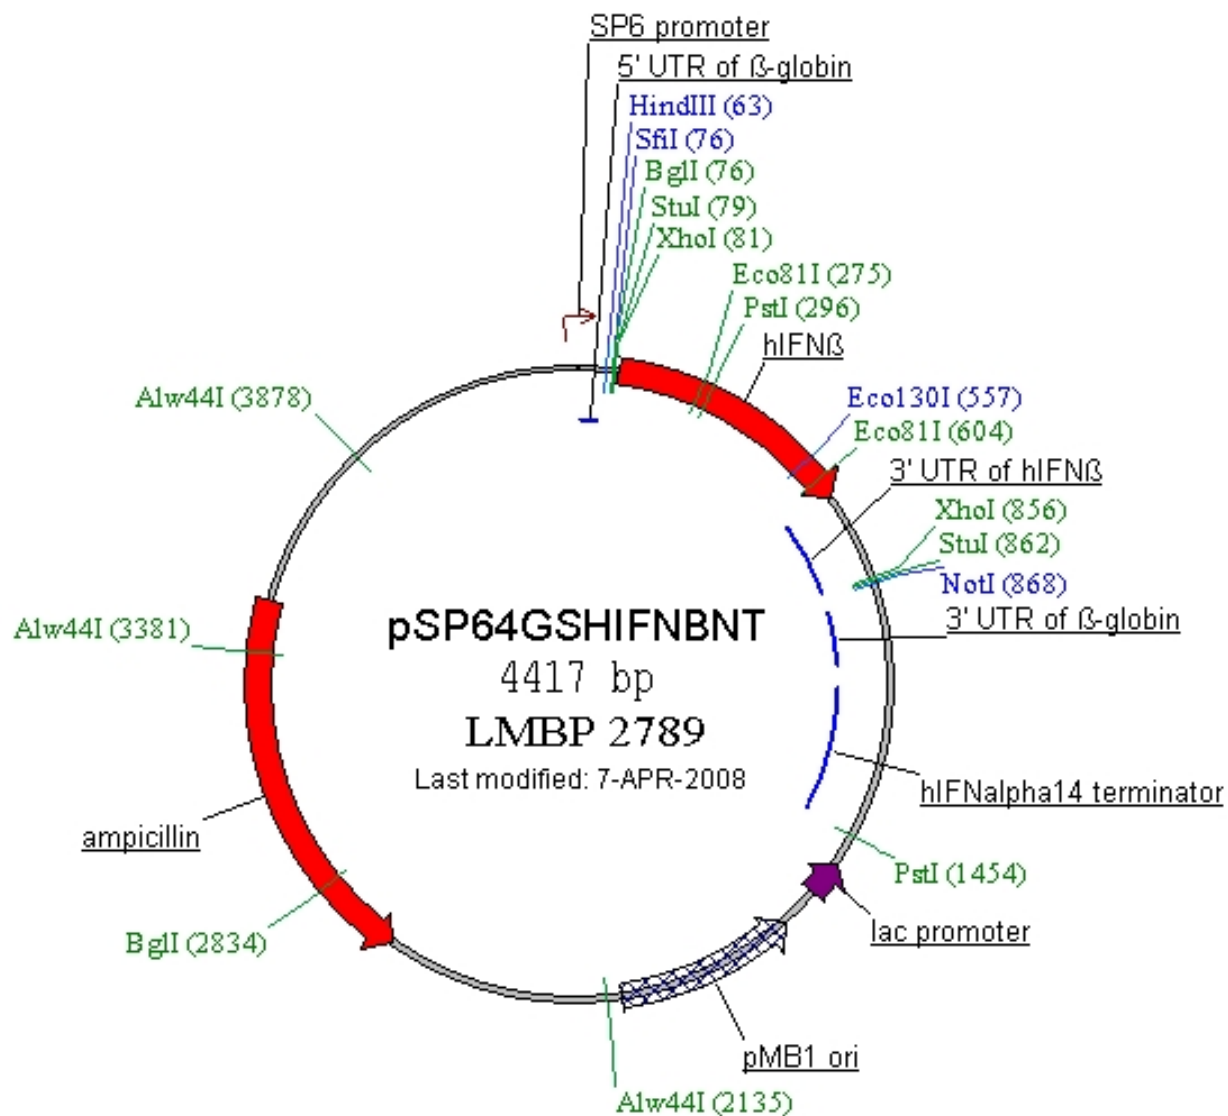 SP6 promoter
5' UTR of ß-globin
HindIII (63)
SfiI (76)
BglI (76)
StuI (79)
XhoI (81)
Eco81I (275)
PstI (296)
hIFNß
Eco130I (557)
Eco81I (604)
3' UTR of hIFNß
XhoI (856)
StuI (862)
NotI (868)
3' UTR of ß-globin
hIFNalpha14 terminator
PstI (1454)
lac promoter
pMB1 ori
Alw44I (2135)
BglI (2834)
ampicillin
Alw44I (3381)
Alw44I (3878)
pSP64GSHIFNBNT
4417 bp
LMBP 2789
Last modified: 7-APR-2008